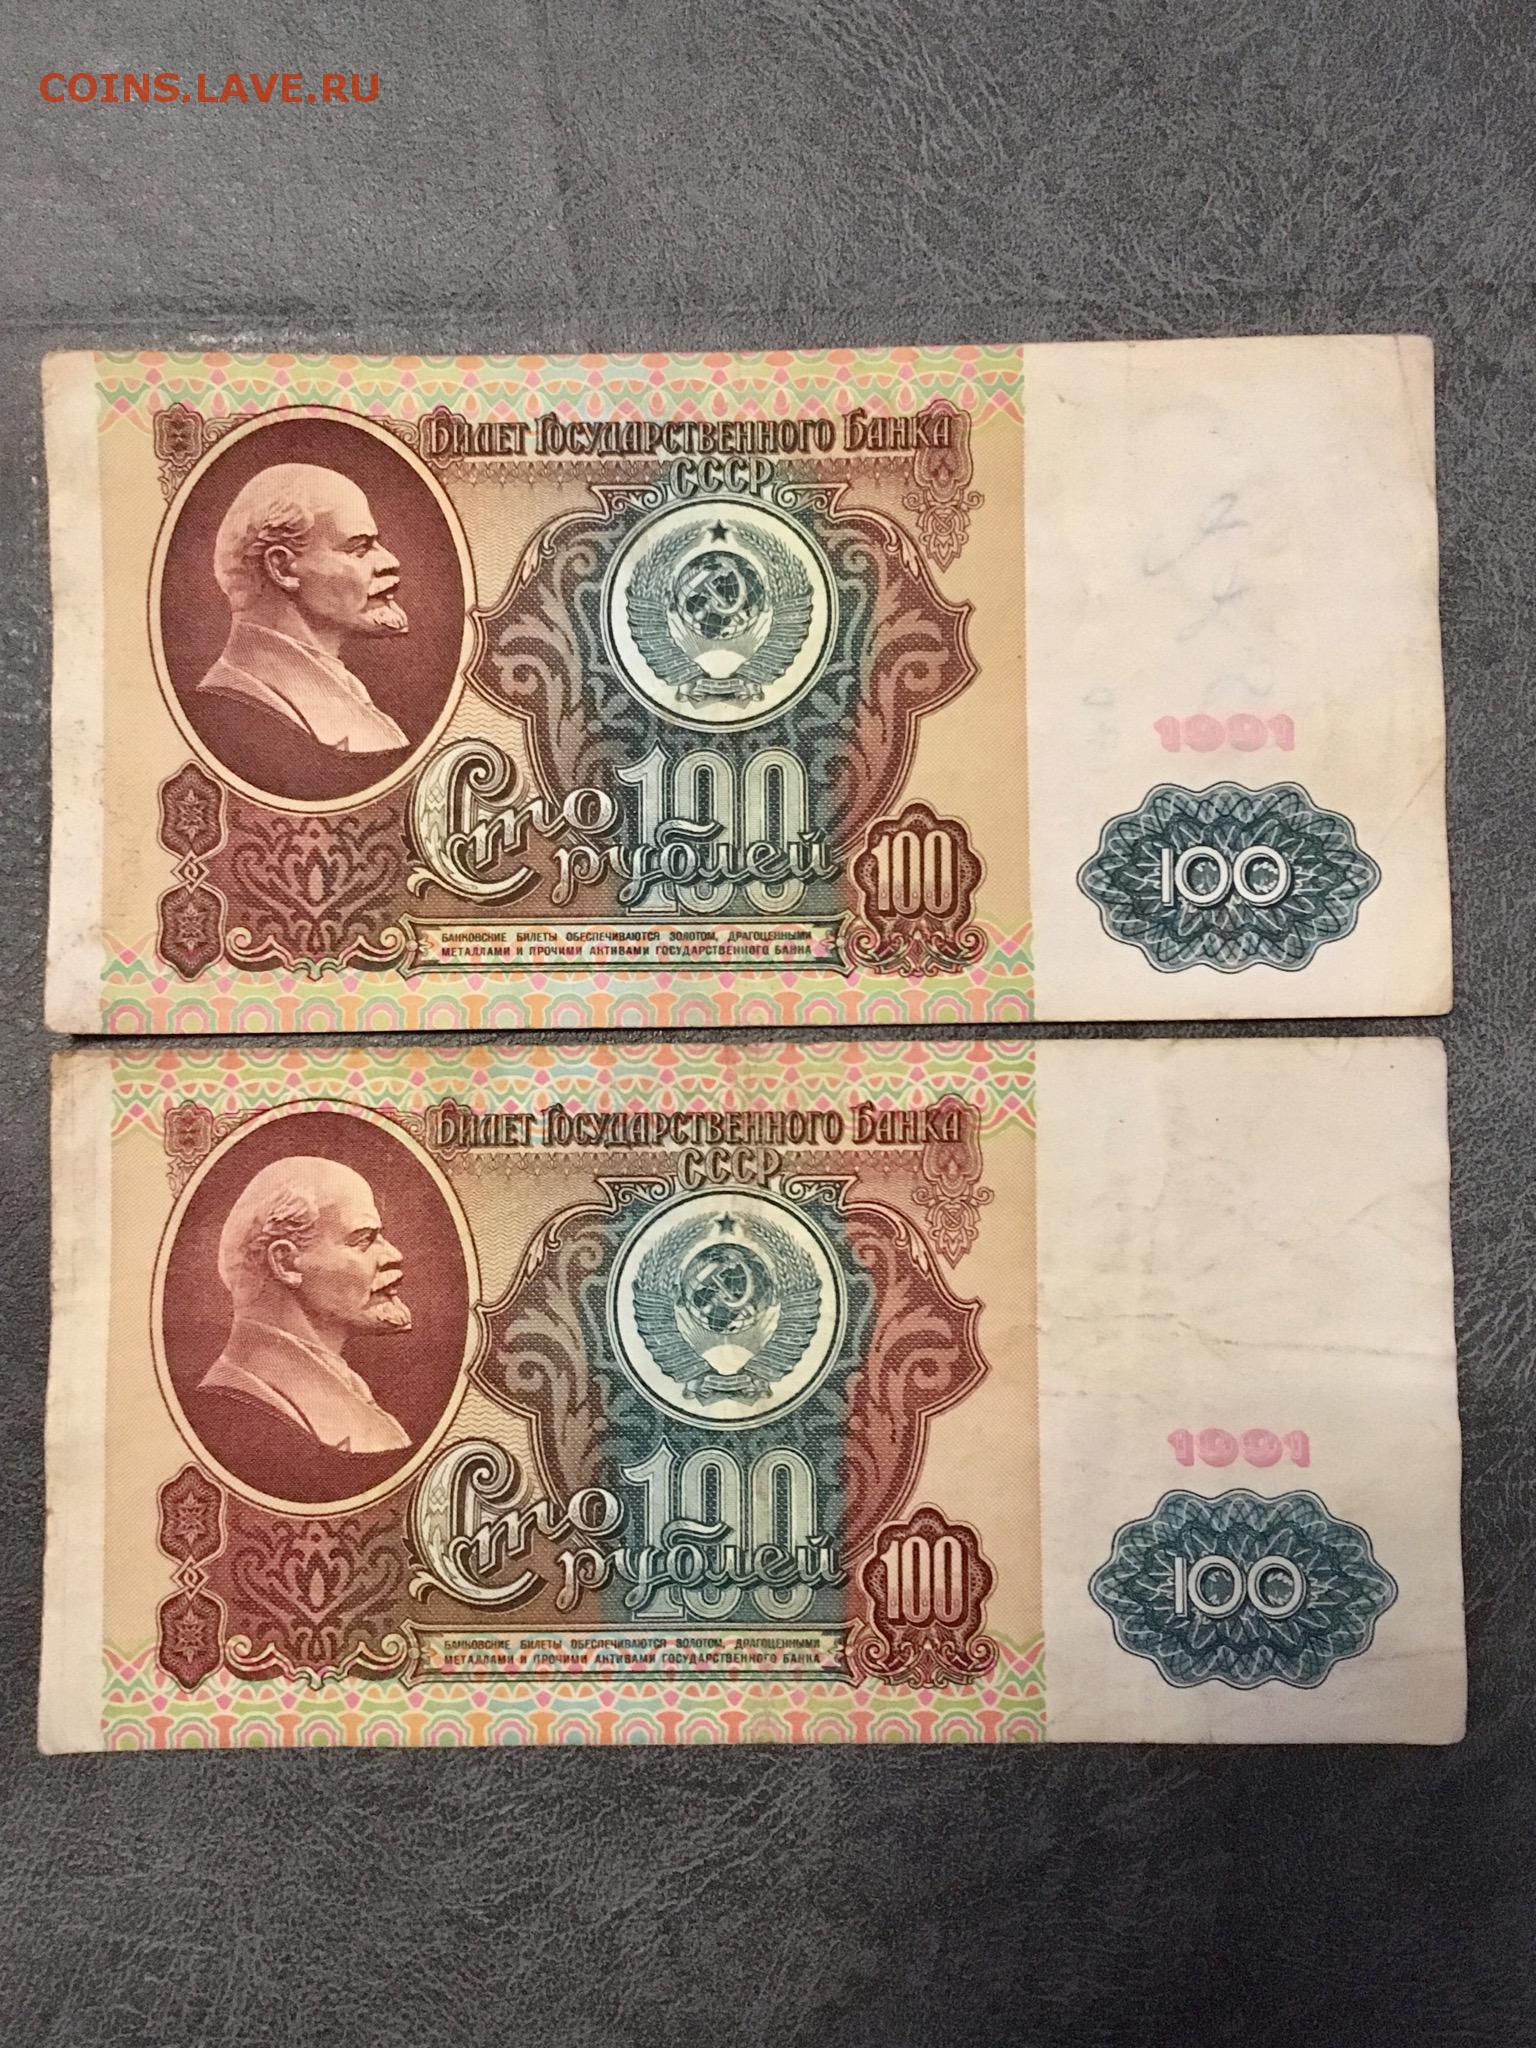 COINS.LAVE.RU
Билет Государственного Банка
СССР
100
Сто
рублей
100
БАНКОВСКИЕ БИЛЕТЫ ОБЕСПЕЧИВАЮТСЯ ЗОЛОТОМ, ДРАГОЦЕННЫМИ
МЕТАЛЛАМИ И ПРОЧИМИ АКТИВАМИ ГОСУДАРСТВЕННОГО БАНКА
1991
100
Билет Государственного Банка
СССР
100
Сто
рублей
100
БАНКОВСКИЕ БИЛЕТЫ ОБЕСПЕЧИВАЮТСЯ ЗОЛОТОМ, ДРАГОЦЕННЫМИ
МЕТАЛЛАМИ И ПРОЧИМИ АКТИВАМИ ГОСУДАРСТВЕННОГО БАНКА
1991
100